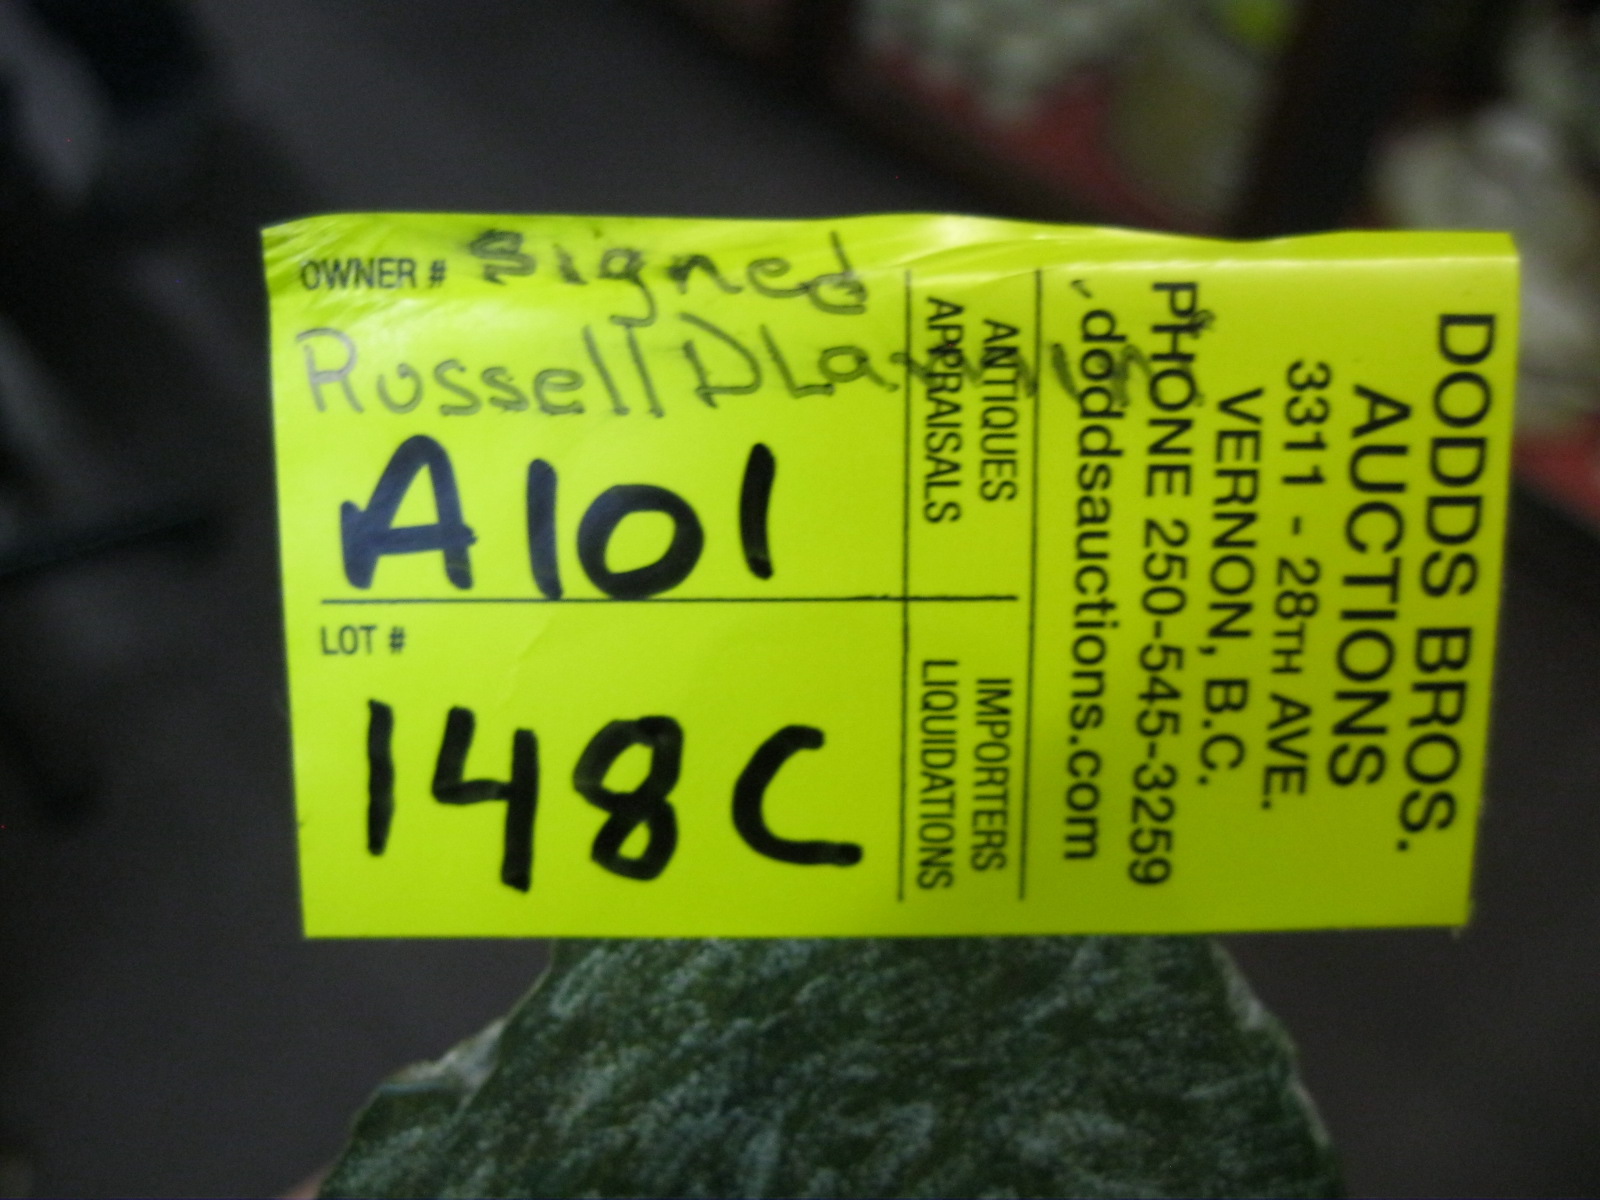 OWNER # signed
Russell D
A101
LOT #
148C
ANTIQUES
APPRAISALS
IMPORTERS
LIQUIDATIONS
DODDS BROS.
AUCTIONS
3311 - 28TH AVE.
VERNON, B.C.
PHONE 250-545-3259
doddsauctions.com